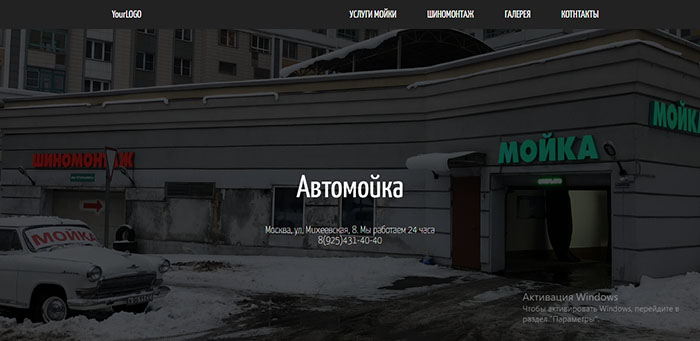 YourLOGO
УСЛУГИ МОЙКИ
ШИНОМОНТАЖ
ГАЛЕРЕЯ
КОТНТАКТЫ
МОЙКА
ШИНОМОНТАЖ
МОЙКА
Автомойка
МОЙКА
Москва, ул. Михеевская, 8. Мы работаем 24 часа
8(925)431-40-40
Активация Windows
Чтобы активировать Windows, перейдите в
раздел "Параметры".